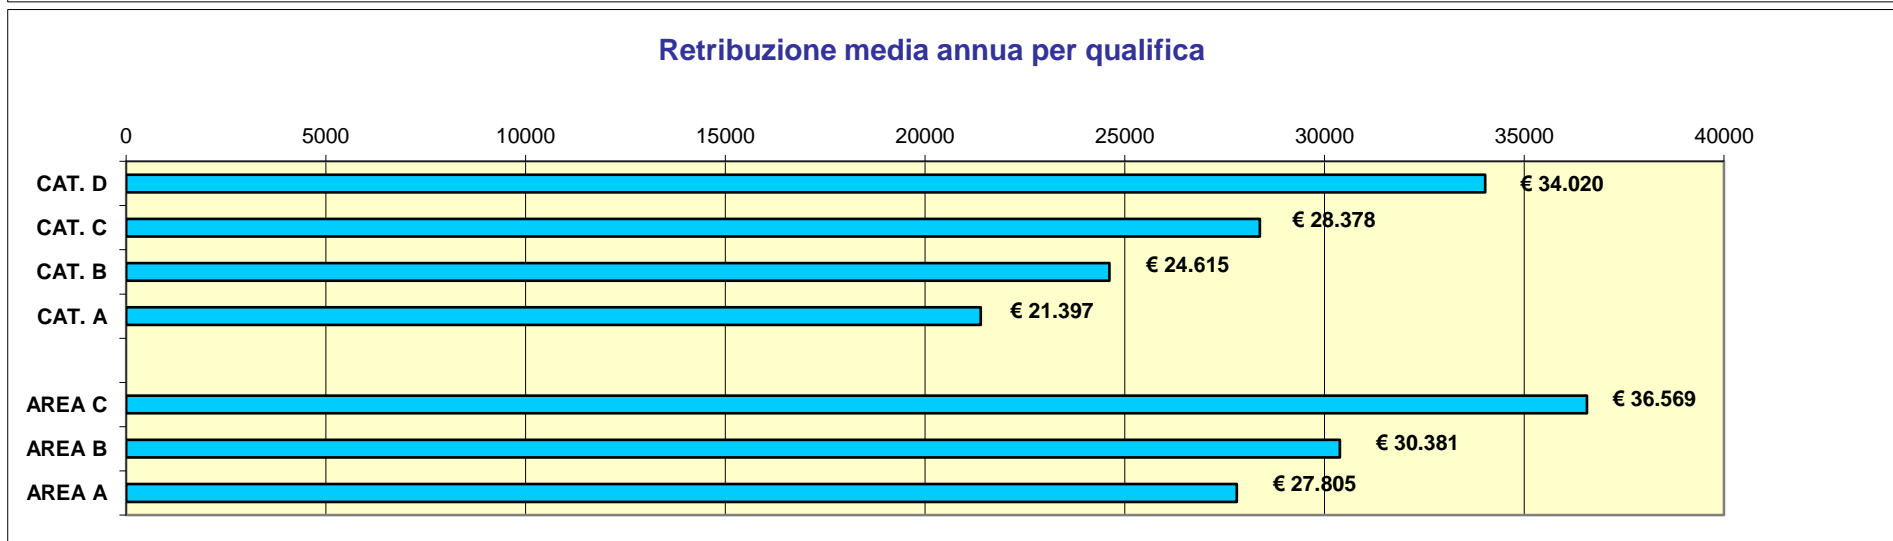 Retribuzione media annua per qualifica
0 5000 10000 15000 20000 25000 30000 35000 40000
CAT. D € 34.020
CAT. C € 28.378
CAT. B € 24.615
CAT. A € 21.397
AREA C € 36.569
AREA B € 30.381
AREA A € 27.805